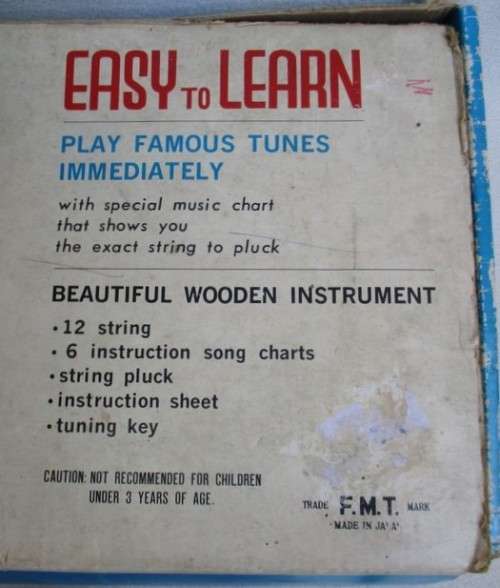 EASY TO LEARN
PLAY FAMOUS TUNES
IMMEDIATELY
with special music chart
that shows you
the exact string to pluck
BEAUTIFUL WOODEN INSTRUMENT
• 12 string
• 6 instruction song charts
• string pluck
• instruction sheet
• tuning key
CAUTION: NOT RECOMMENDED FOR CHILDREN
UNDER 3 YEARS OF AGE.
TRADE F.M.T. MARK
MADE IN